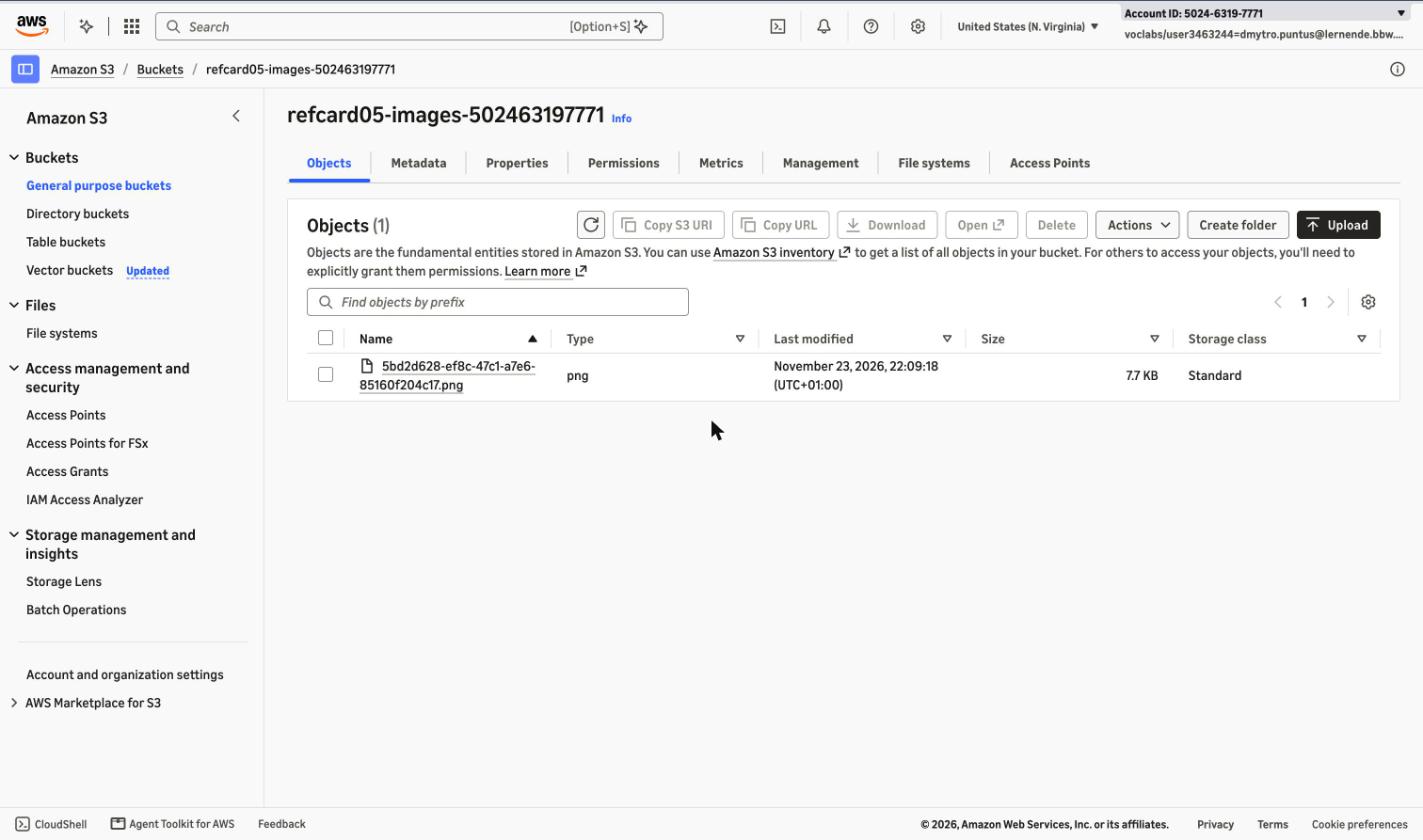 aws
Search
[Option+S]
United States (N. Virginia)
Account ID: 5024-6319-7771
voclabs/user3463244=dmytro.puntus@lernende.bbw....
Amazon S3 / Buckets / refcard05-images-502463197771
Amazon S3
Buckets
General purpose buckets
Directory buckets
Table buckets
Vector buckets Updated
Files
File systems
Access management and
security
Access Points
Access Points for FSx
Access Grants
IAM Access Analyzer
Storage management and
insights
Storage Lens
Batch Operations
Account and organization settings
AWS Marketplace for S3
refcard05-images-502463197771 Info
Objects Metadata Properties Permissions Metrics Management File systems Access Points
Objects (1)
Copy S3 URI Copy URL Download Open Delete Actions Create folder Upload
Objects are the fundamental entities stored in Amazon S3. You can use Amazon S3 inventory to get a list of all objects in your bucket. For others to access your objects, you'll need to
explicitly grant them permissions. Learn more
Find objects by prefix
1
Name Type Last modified Size Storage class
5bd2d628-ef8c-47c1-a7e6-
85160f204c17.png
png
November 23, 2026, 22:09:18
(UTC+01:00)
7.7 KB
Standard
CloudShell Agent Toolkit for AWS Feedback
© 2026, Amazon Web Services, Inc. or its affiliates. Privacy Terms Cookie preferences